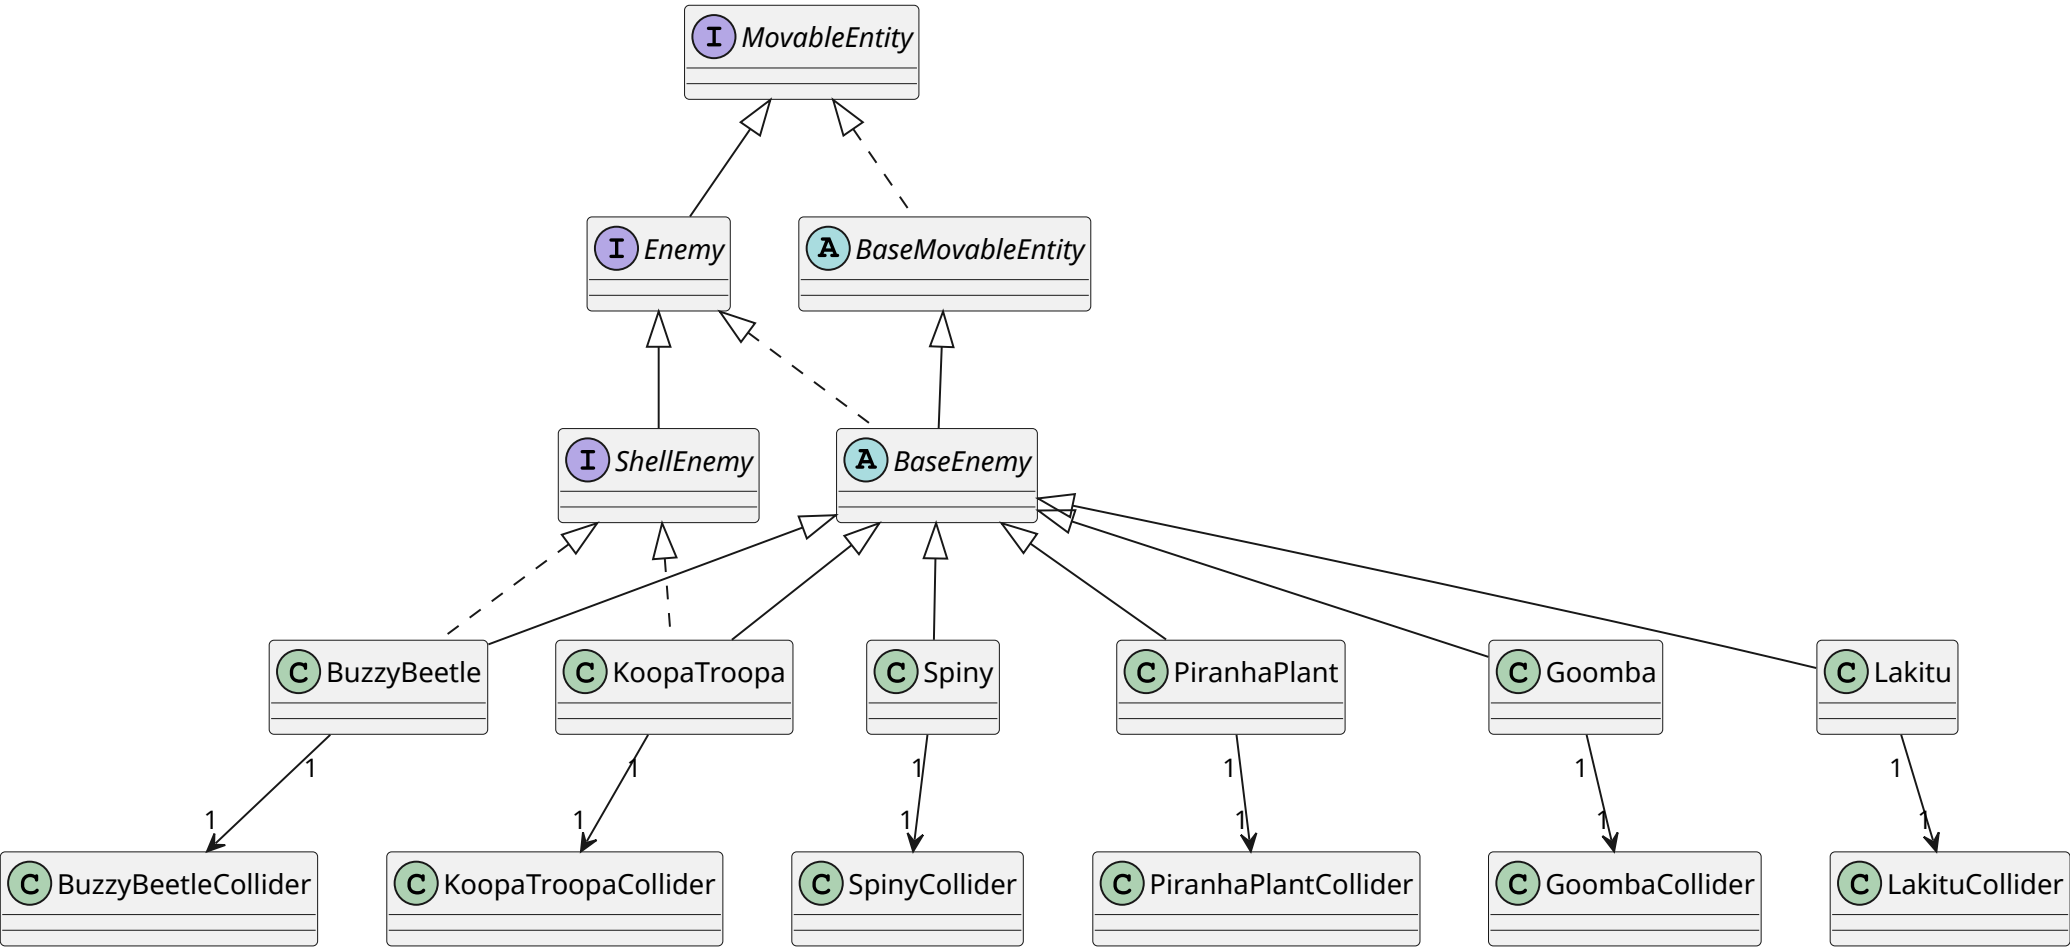 I MovableEntity
I Enemy
A BaseMovableEntity
I ShellEnemy
A BaseEnemy
C BuzzyBeetle
C KoopaTroopa
C Spiny
C PiranhaPlant
C Goomba
C Lakitu
1 1 1 1 1 1
1 1 1 1 1 1
C BuzzyBeetleCollider
C KoopaTroopaCollider
C SpinyCollider
C PiranhaPlantCollider
C GoombaCollider
C LakituCollider